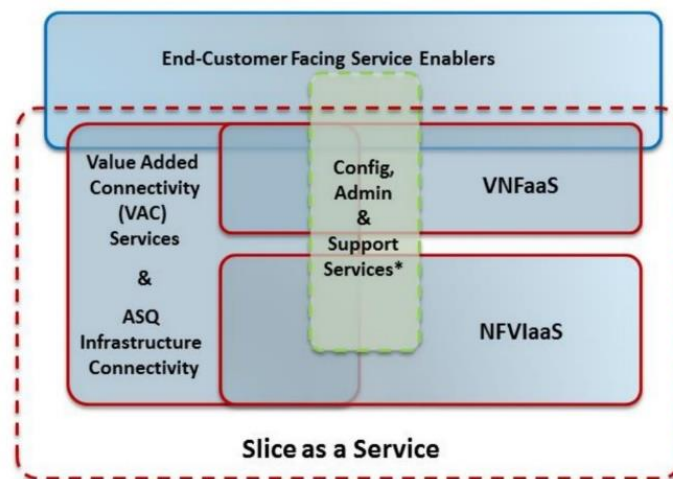 End-Customer Facing Service Enablers
Value Added
Connectivity
(VAC)
Services
&
ASQ
Infrastructure
Connectivity
Config,
Admin
&
Support
Services*
VNFaaS
NFVIaaS
Slice as a Service